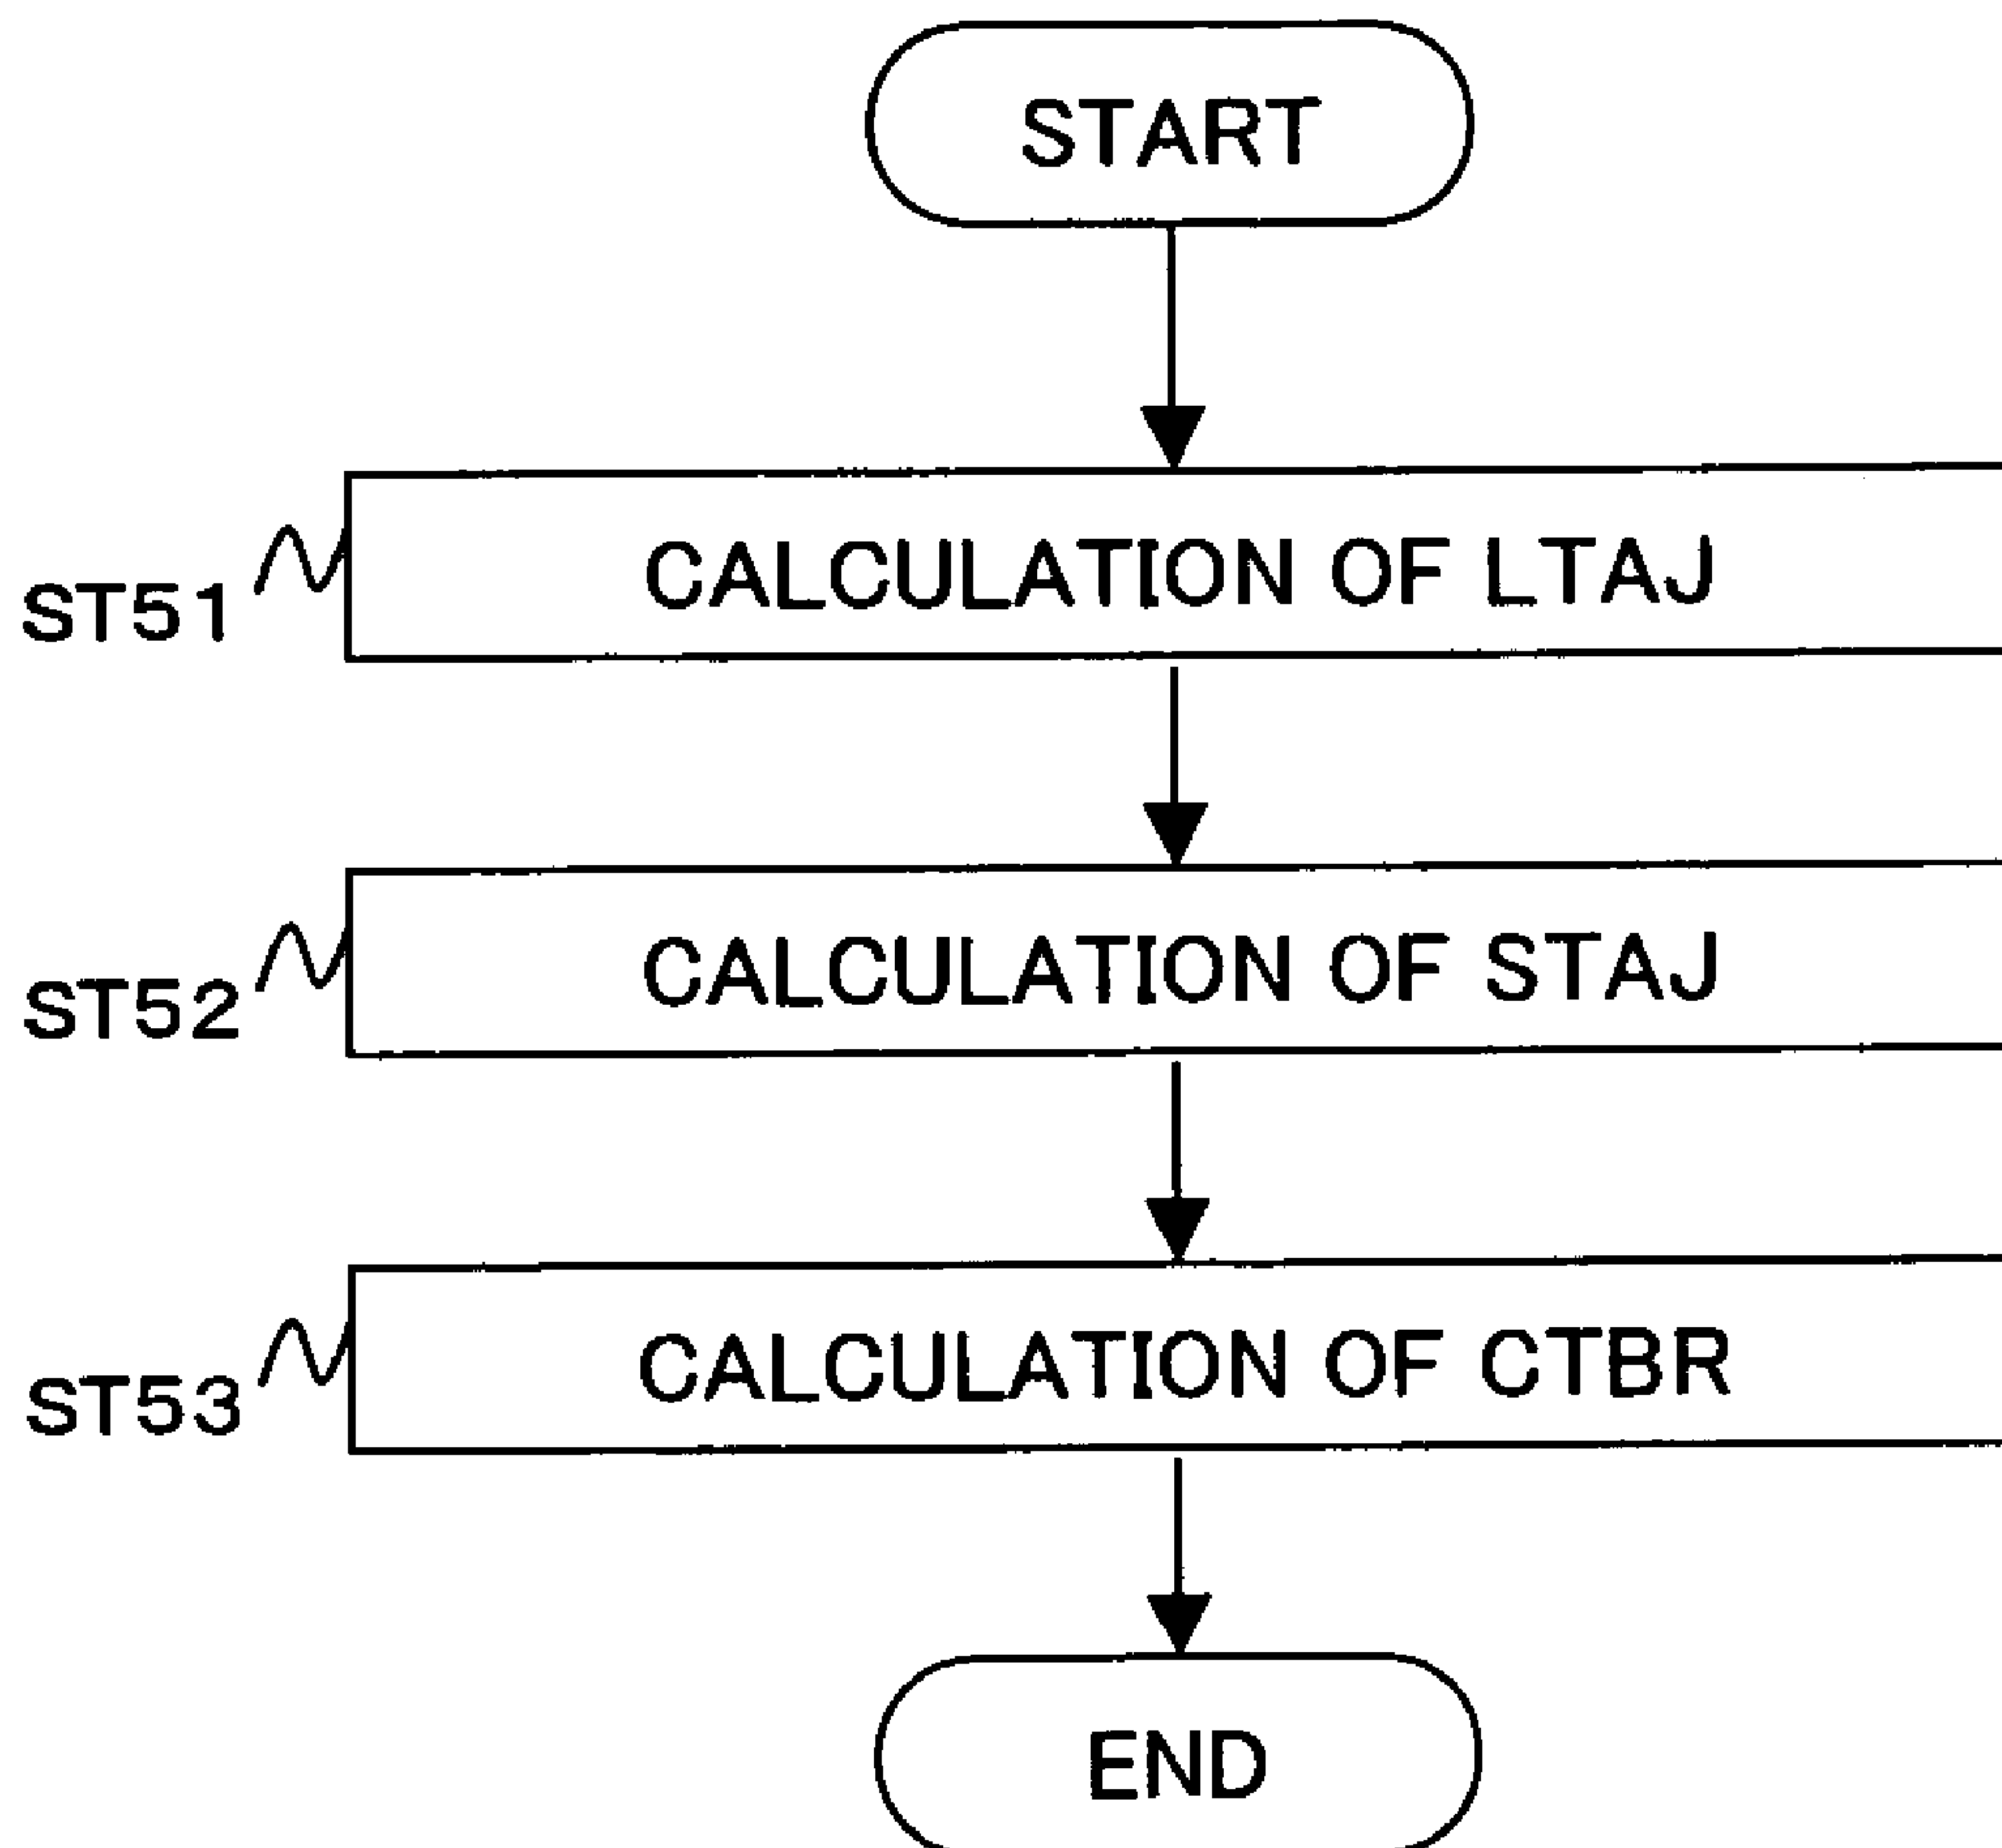 START
CALCULATION OF LTAJ
ST51
CALCULATION OF STAJ
ST52
CALCULATION OF CTBR
ST53
END